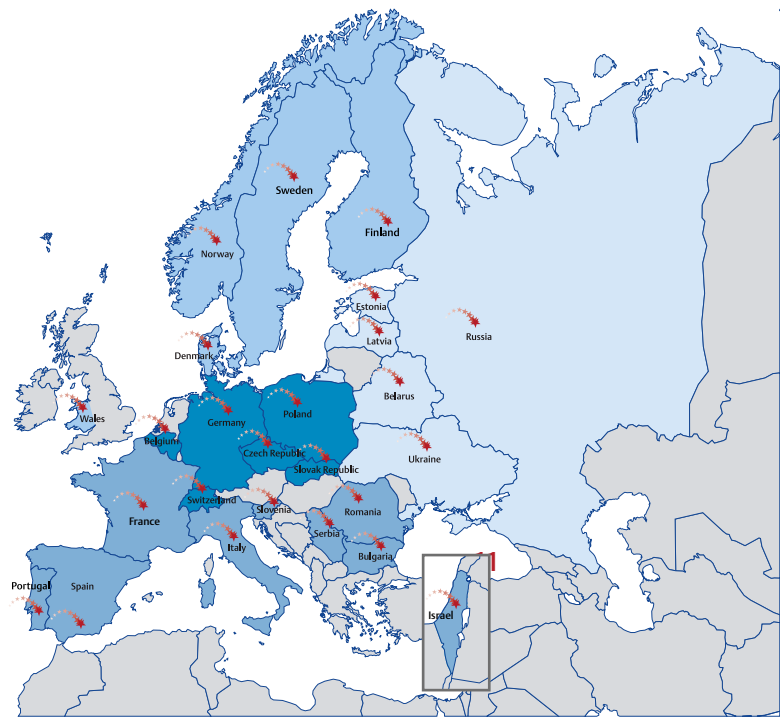 Sweden
Finland
Norway
Estonia
Russia
Latvia
Denmark
Belarus
Wales
Germany
Poland
Belgium
Czech Republic
Ukraine
Slovak Republic
Switzerland
Slovenia
Romania
France
Serbia
Italy
Bulgaria
Portugal
Spain
Israel